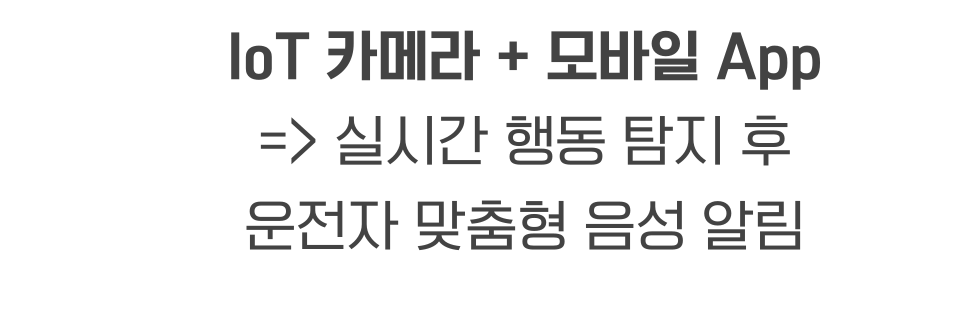 IoT 카메라 + 모바일 App
=> 실시간 행동 탐지 후
운전자 맞춤형 음성 알림